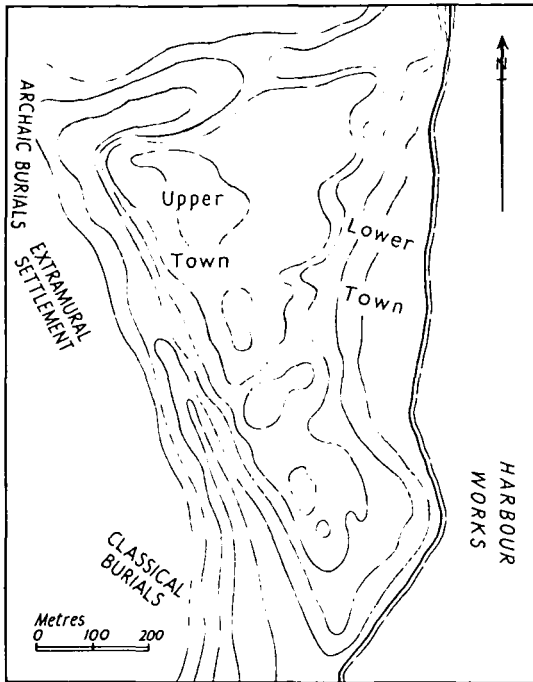 N
ARCHAIC BURIALS
EXTRAMURAL
SETTLEMENT
Upper
Town
Lower
Town
HARBOUR
WORKS
CLASSICAL
BURIALS
Metres
0 100 200